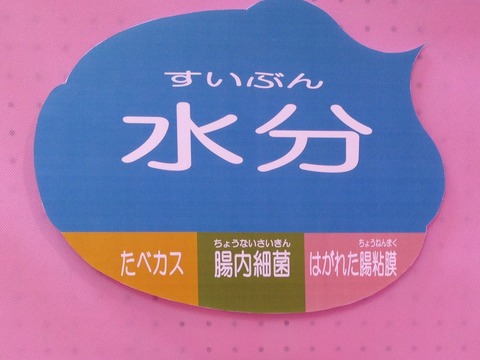 すいぶん
水分
たべカス
ちょうないさいきん
腸内細菌
ちょうねんまく
はがれた腸粘膜